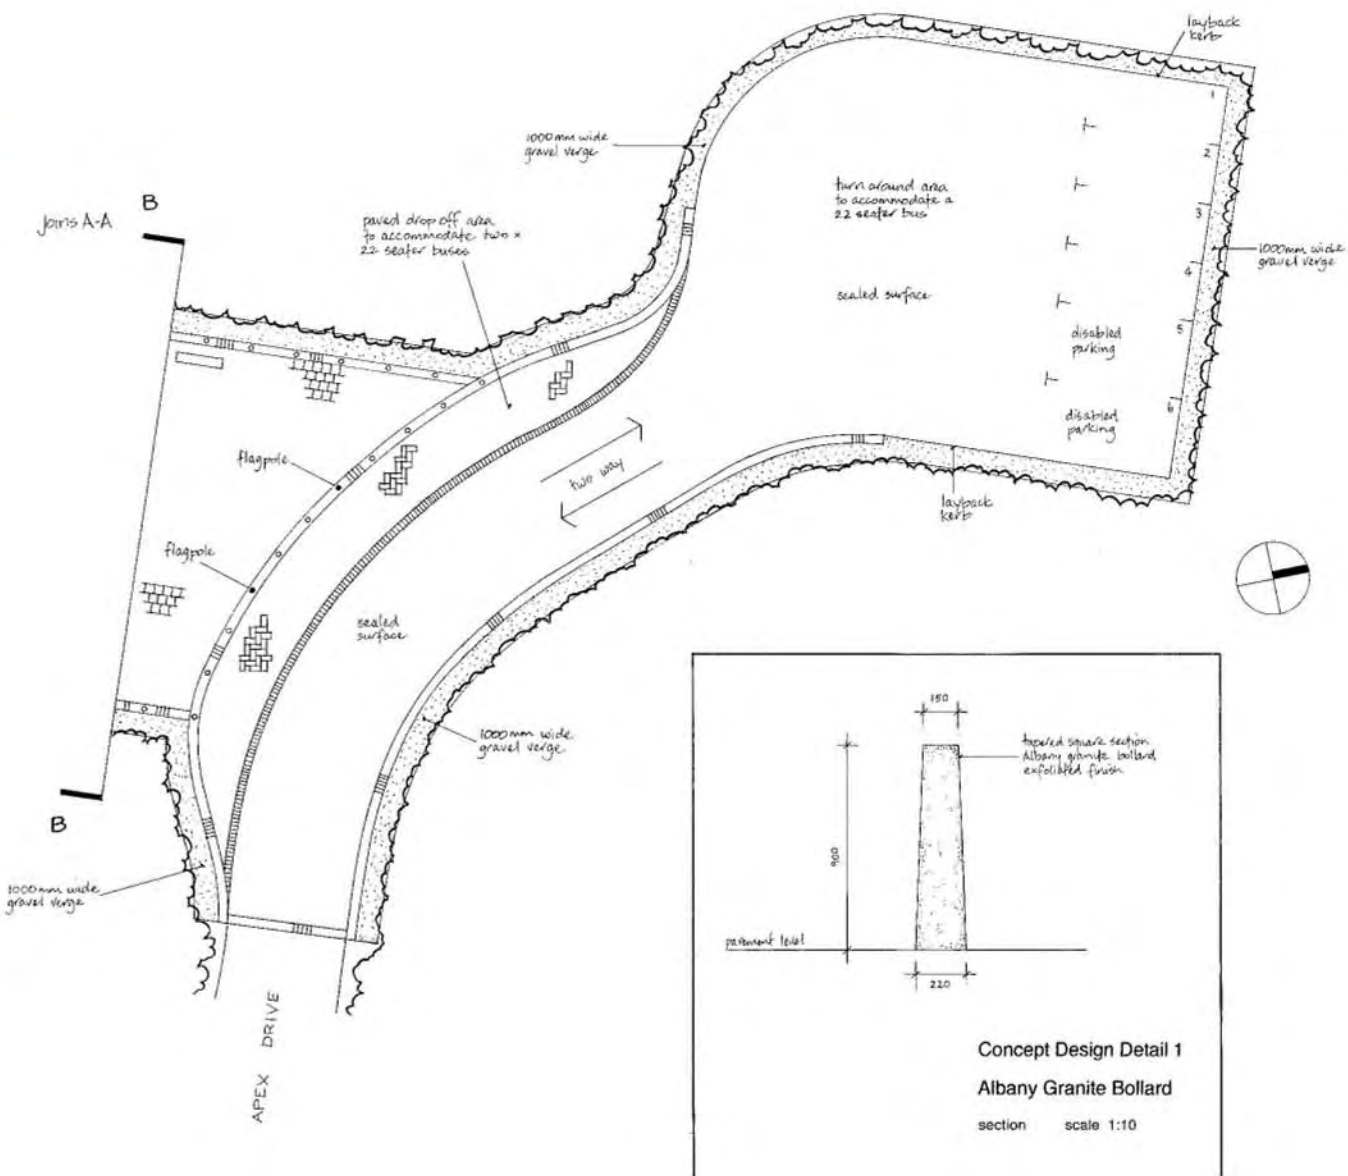 layback
kerb
1
1000mm wide
gravel verge
2
B
Joins A-A
paved drop off area
to accommodate two x
22 seater buses
turn around area
to accommodate a
22 seater bus
3
1000mm wide
gravel verge
4
sealed surface
5
disabled
parking
6
disabled
parking
flagpole
two way
layback
kerb
flagpole
sealed
surface
1000mm wide
gravel verge
B
1000mm wide
gravel verge
APEX DRIVE
150
tapered square section
Albany granite bollard
exfoliated finish
900
pavement level
220
Concept Design Detail 1
Albany Granite Bollard
section scale 1:10